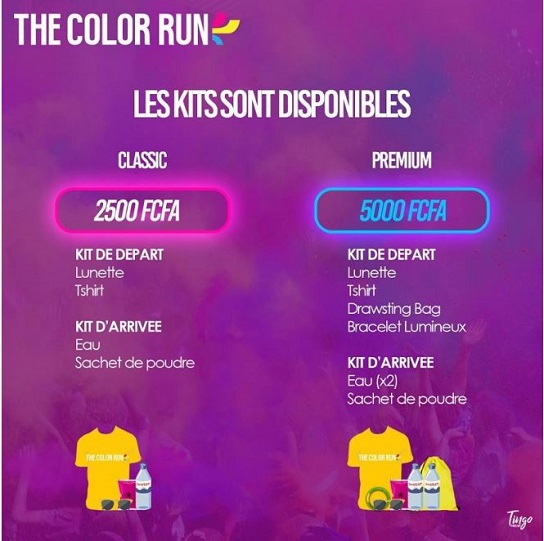 THE COLOR RUN
LES KITS SONT DISPONIBLES
CLASSIC
2500 FCFA
KIT DE DEPART
Lunette
Tshirt
KIT D'ARRIVEE
Eau
Sachet de poudre
THE COLOR RUN
PREMIUM
5000 FCFA
KIT DE DEPART
Lunette
Tshirt
Drawsting Bag
Bracelet Lumineux
KIT D'ARRIVEE
Eau (x2)
Sachet de poudre
THE COLOR RUN
Tingo